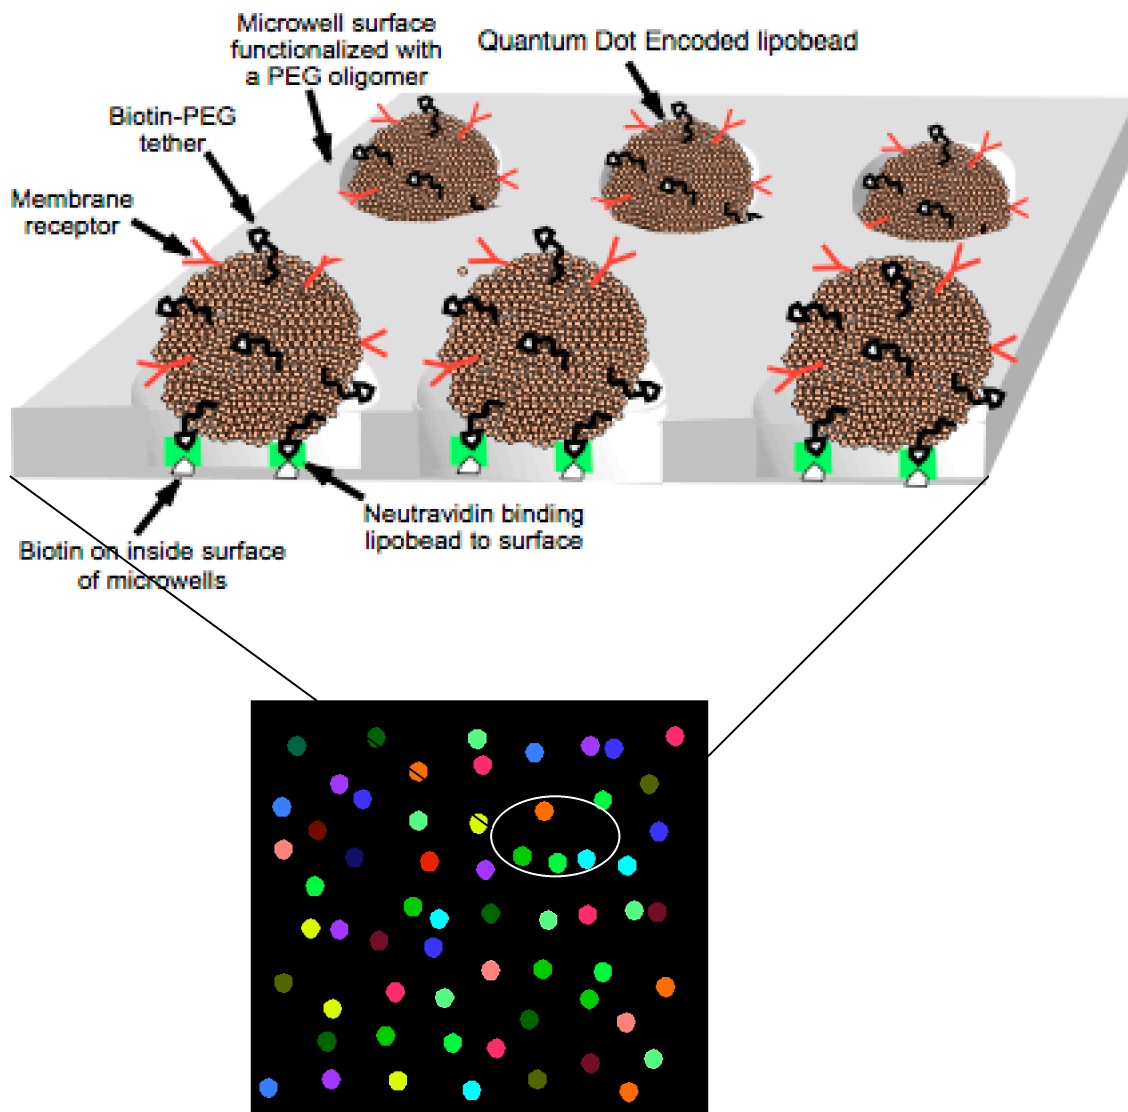 Microwell surface
functionalized with
a PEG oligomer
Quantum Dot Encoded lipobead
Biotin-PEG
tether
Membrane
receptor
Neutravidin binding
lipobead to surface
Biotin on inside surface
of microwells